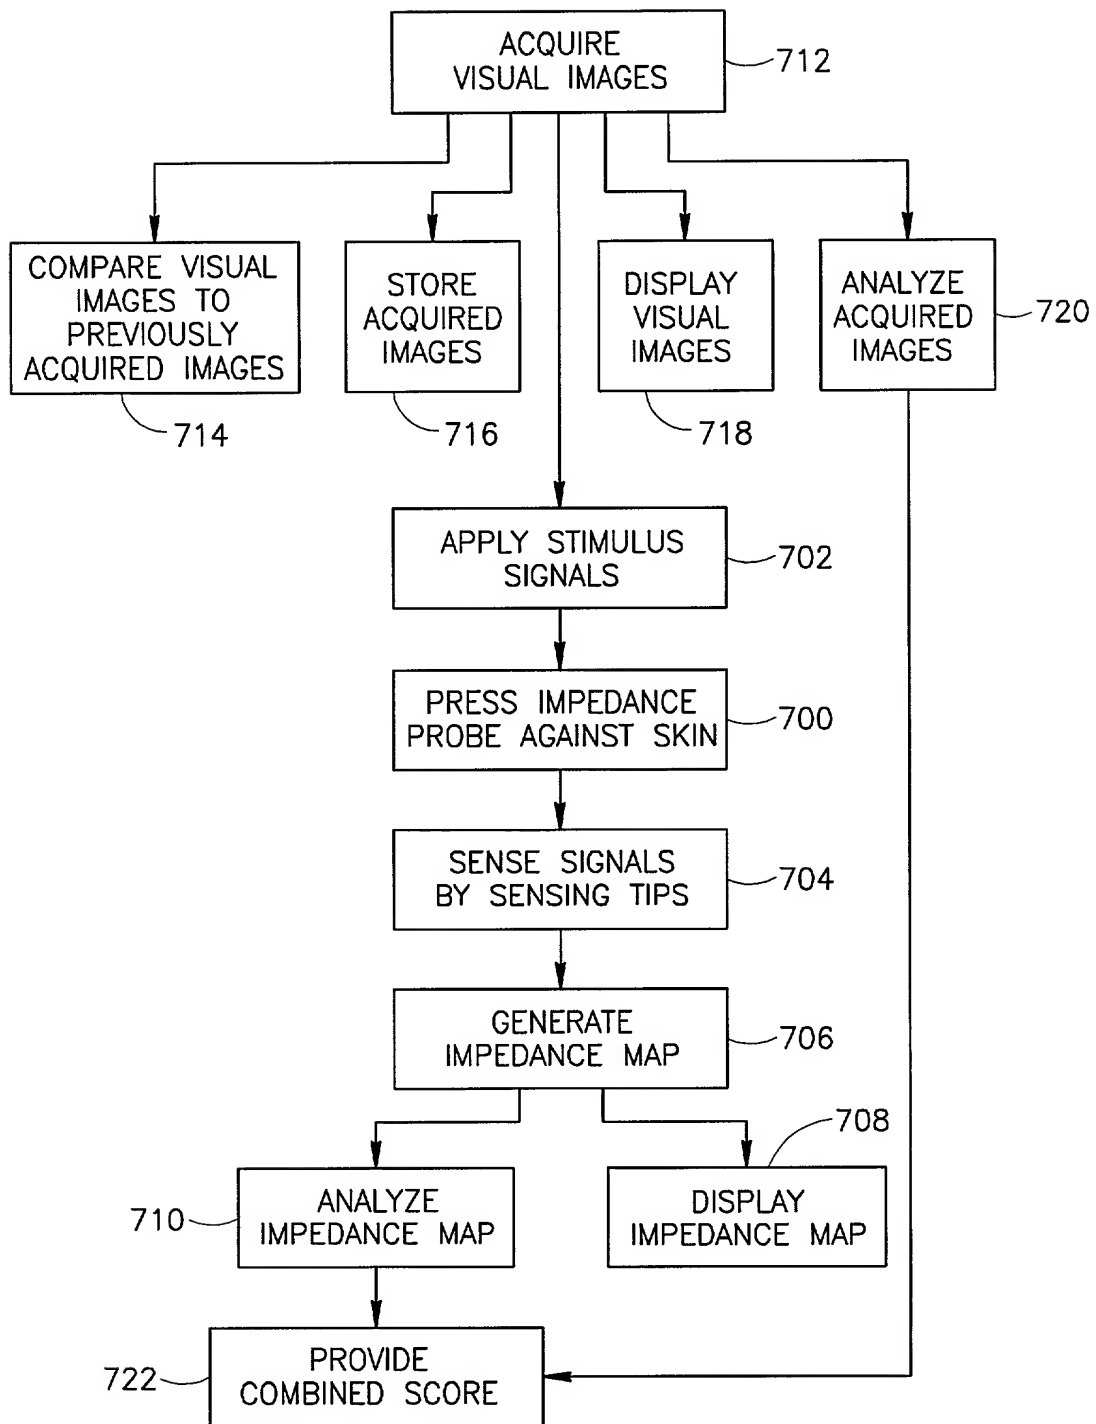 ACQUIRE
VISUAL IMAGES
712
COMPARE VISUAL
IMAGES TO
PREVIOUSLY
ACQUIRED IMAGES
714
STORE
ACQUIRED
IMAGES
716
DISPLAY
VISUAL
IMAGES
718
ANALYZE
ACQUIRED
IMAGES
720
APPLY STIMULUS
SIGNALS
702
PRESS IMPEDANCE
PROBE AGAINST SKIN
700
SENSE SIGNALS
BY SENSING TIPS
704
GENERATE
IMPEDANCE MAP
706
710
ANALYZE
IMPEDANCE MAP
708
DISPLAY
IMPEDANCE MAP
722
PROVIDE
COMBINED SCORE